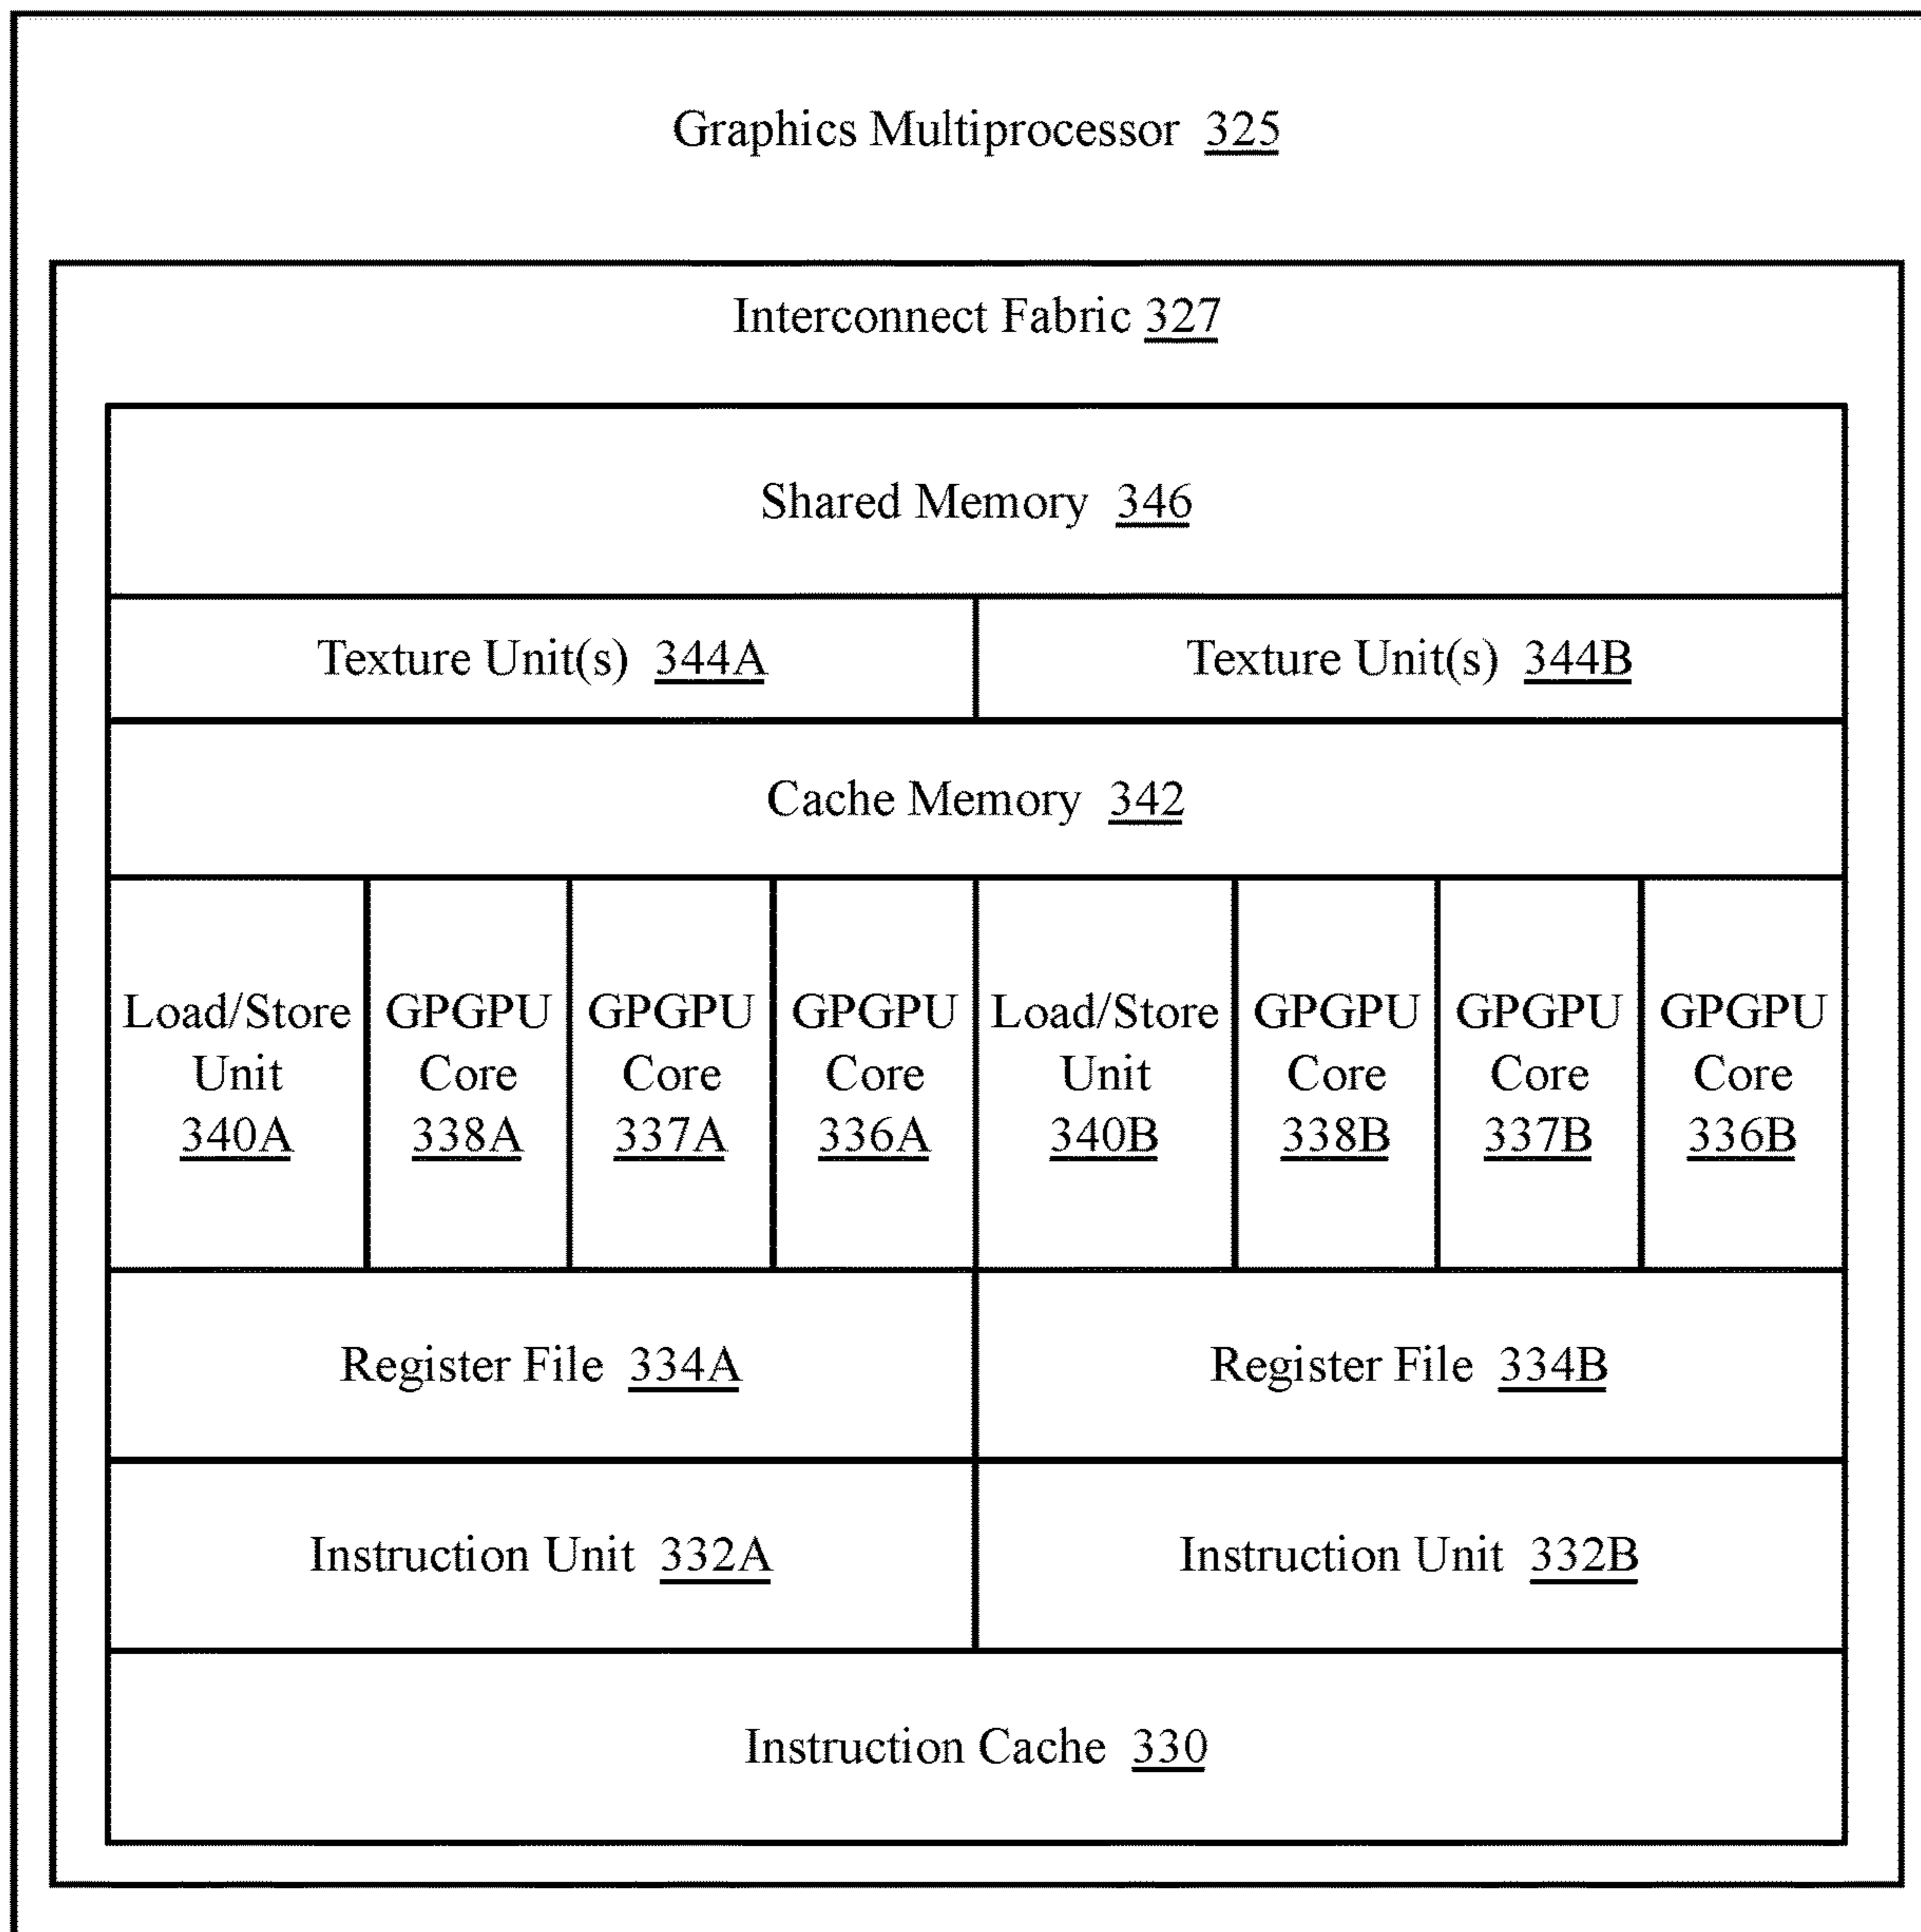 Graphics Multiprocessor 325
Interconnect Fabric 327
Shared Memory 346
Texture Unit(s) 344A
Texture Unit(s) 344B
Cache Memory 342
Load/Store
Unit
340A
GPGPU
Core
338A
GPGPU
Core
337A
GPGPU
Core
336A
Load/Store
Unit
340B
GPGPU
Core
338B
GPGPU
Core
337B
GPGPU
Core
336B
Register File 334A
Register File 334B
Instruction Unit 332A
Instruction Unit 332B
Instruction Cache 330